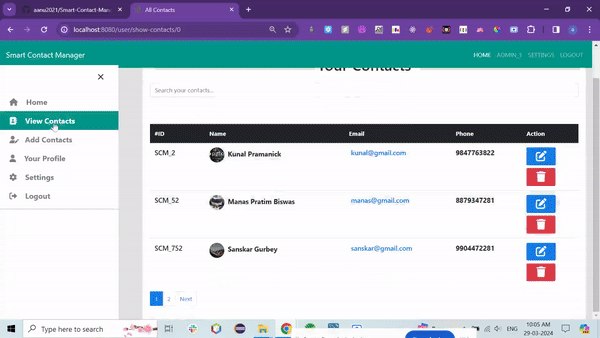 aanu2021/Smart-Contact-Man
All Contacts
localhost:8080/user/show-contacts/0
Smart Contact Manager
HOME ADMIN_1 SETTINGS LOGOUT
Home
View Contacts
Add Contacts
Your Profile
Settings
Logout
Your Contacts
Search your contacts...
#ID Name Email Phone Action
SCM_2 Kunal Pramanick kunal@gmail.com 9847763822
SCM_52 Manas Pratim Biswas manas@gmail.com 8879347281
SCM_752 Sanskar Gurbey sanskar@gmail.com 9904472281
1 2 Next
Type here to search
ENG
10:05 AM
29-03-2024